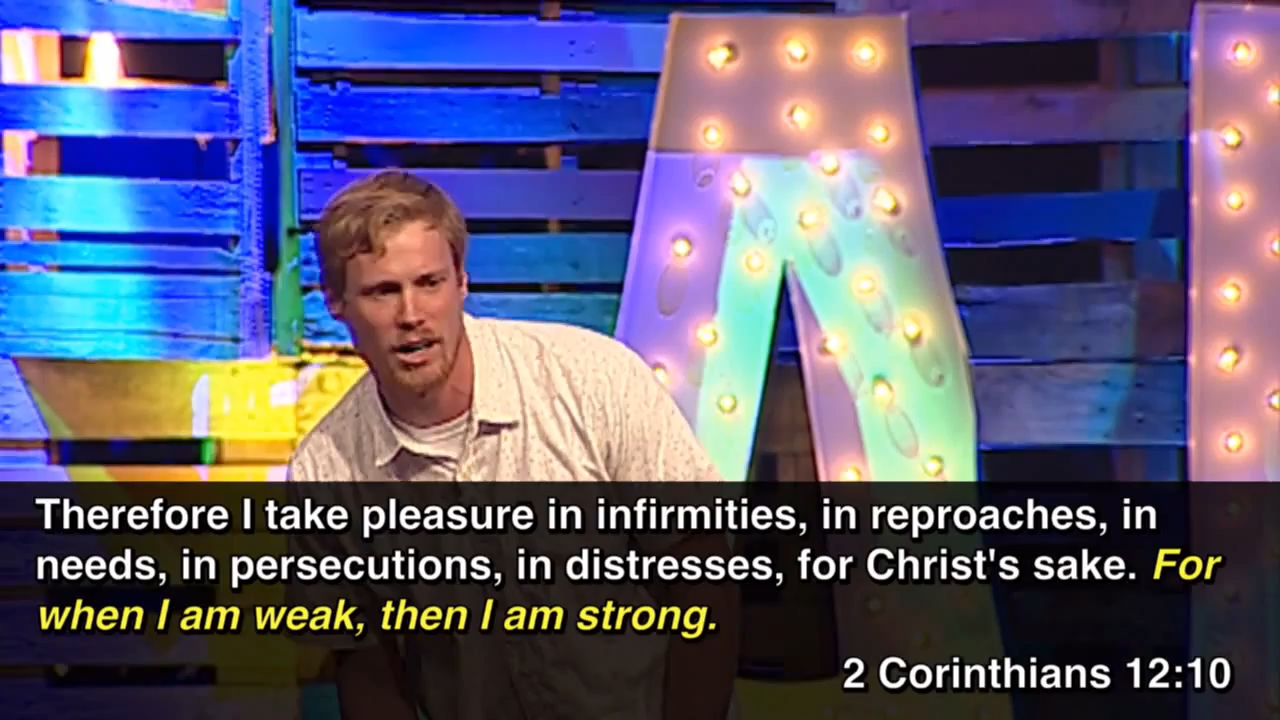 Therefore I take pleasure in infirmities, in reproaches, in
needs, in persecutions, in distresses, for Christ's sake. For
when I am weak, then I am strong.
2 Corinthians 12:10